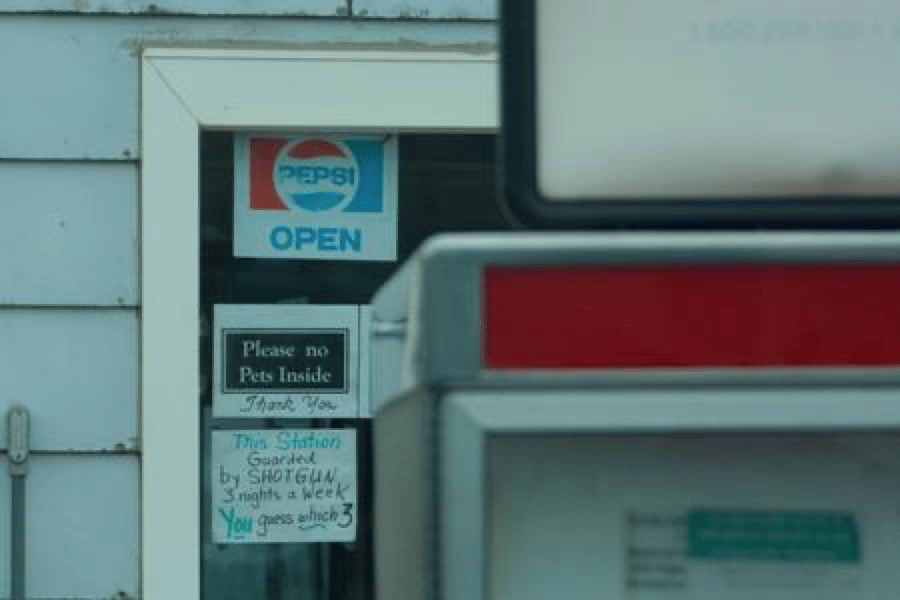 PEPSI
OPEN
Please no
Pets Inside
Thank You
This Station
Guarded
by SHOTGUN
3 nights a week
You guess which 3